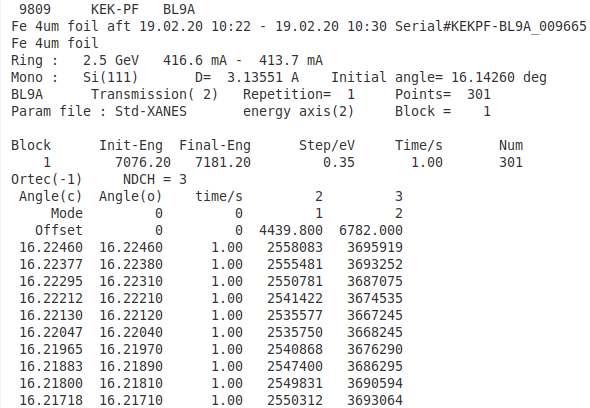 9809 KEK-PF BL9A
Fe 4um foil aft 19.02.20 10:22 - 19.02.20 10:30 Serial#KEKPF-BL9A_009665
Fe 4um foil
Ring : 2.5 GeV 416.6 mA - 413.7 mA
Mono : Si(111) D= 3.13551 A Initial angle= 16.14260 deg
BL9A Transmission( 2) Repetition= 1 Points= 301
Param file : Std-XANES energy axis(2) Block = 1
Block Init-Eng Final-Eng Step/eV Time/s Num
1 7076.20 7181.20 0.35 1.00 301
Ortec(-1) NDCH = 3
Angle(c) Angle(o) time/s 2 3
Mode 0 0 1 2
Offset 0 0 4439.800 6782.000
16.22460 16.22460 1.00 2558083 3695919
16.22377 16.22380 1.00 2555481 3693252
16.22295 16.22310 1.00 2550781 3687075
16.22212 16.22210 1.00 2541422 3674535
16.22130 16.22120 1.00 2535577 3667245
16.22047 16.22040 1.00 2535750 3668245
16.21965 16.21970 1.00 2540868 3676290
16.21883 16.21890 1.00 2547400 3686295
16.21800 16.21810 1.00 2549831 3690594
16.21718 16.21710 1.00 2550312 3693064